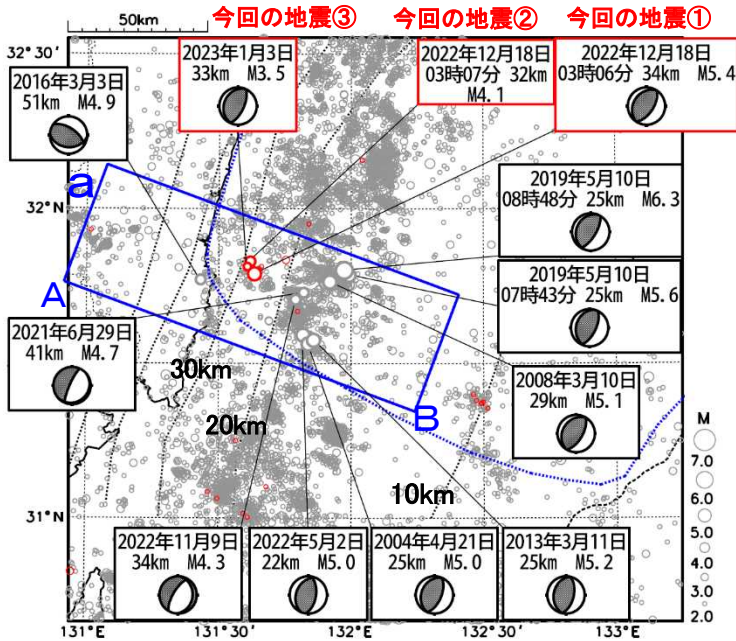 50km
今回の地震③
今回の地震②
今回の地震①
32°30'
2016年3月3日
51km M4.9
2023年1月3日
33km M3.5
2022年12月18日
03時07分 32km
M4.1
2022年12月18日
03時06分 34km M5.4
a
32°N
2019年5月10日
08時48分 25km M6.3
A
2019年5月10日
07時43分 25km M5.6
2021年6月29日
41km M4.7
30km
2008年3月10日
29km M5.1
20km
B
10km
M
7.0
6.0
5.0
4.0
3.0
2.0
31°N
2022年11月9日
34km M4.3
2022年5月2日
22km M5.0
2004年4月21日
25km M5.0
2013年3月11日
25km M5.2
131°E
131°30'
132°E
132°30'
133°E